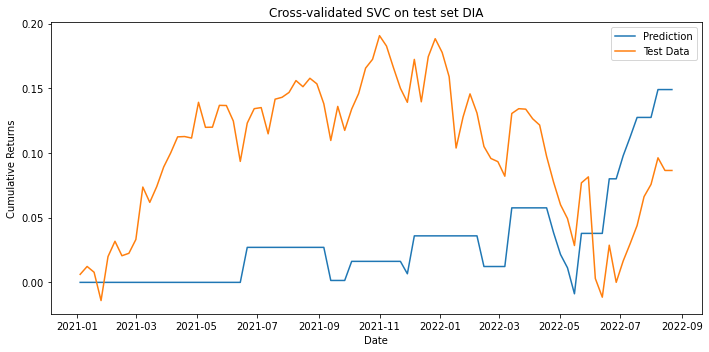 Cross-validated SVC on test set DIA
Prediction
Test Data
Cumulative Returns
0.20
0.15
0.10
0.05
0.00
2021-01 2021-03 2021-05 2021-07 2021-09 2021-11 2022-01 2022-03 2022-05 2022-07 2022-09
Date